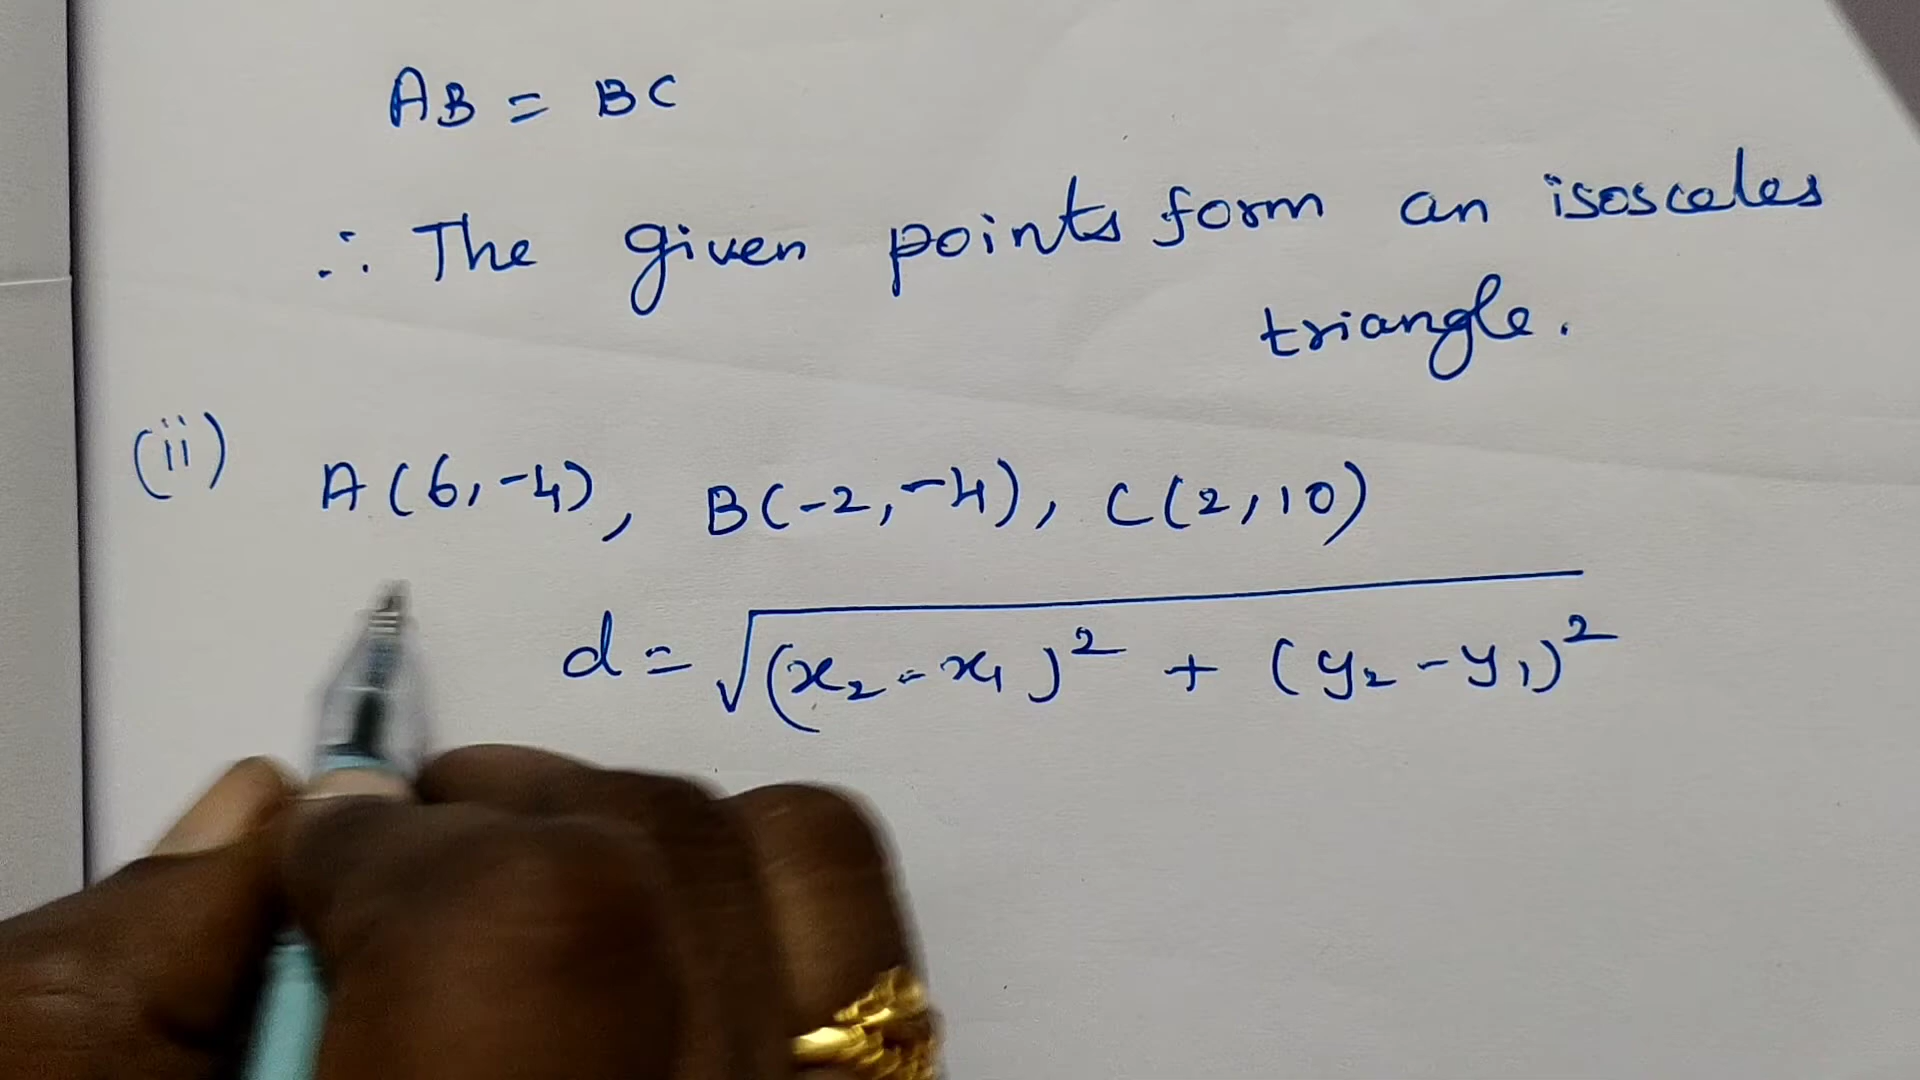 AB = BC
∴ The given points form an isosceles
triangle.
(ii) A(6,-4), B(-2,-4), C(2,10)
d = √(x₂-x₁)² + (y₂-y₁)²